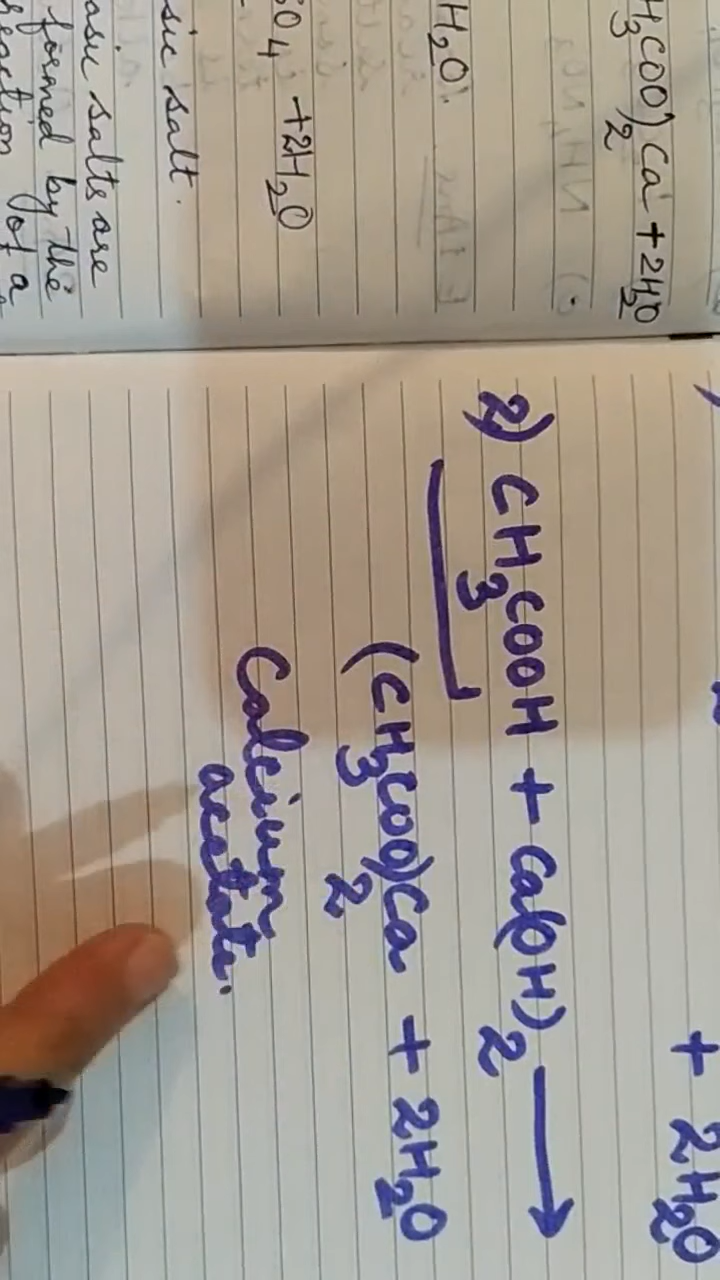 H₃COO)₂Ca + 2H₂O
H₂O.
SO₄ + 2H₂O
sic salt.
asic salts are
formed by the
reaction of a
+ 2H₂O
2) CH₃COOH + Ca(OH)₂ →
(CH₃COO)₂Ca + 2H₂O
Calcium
acetate.